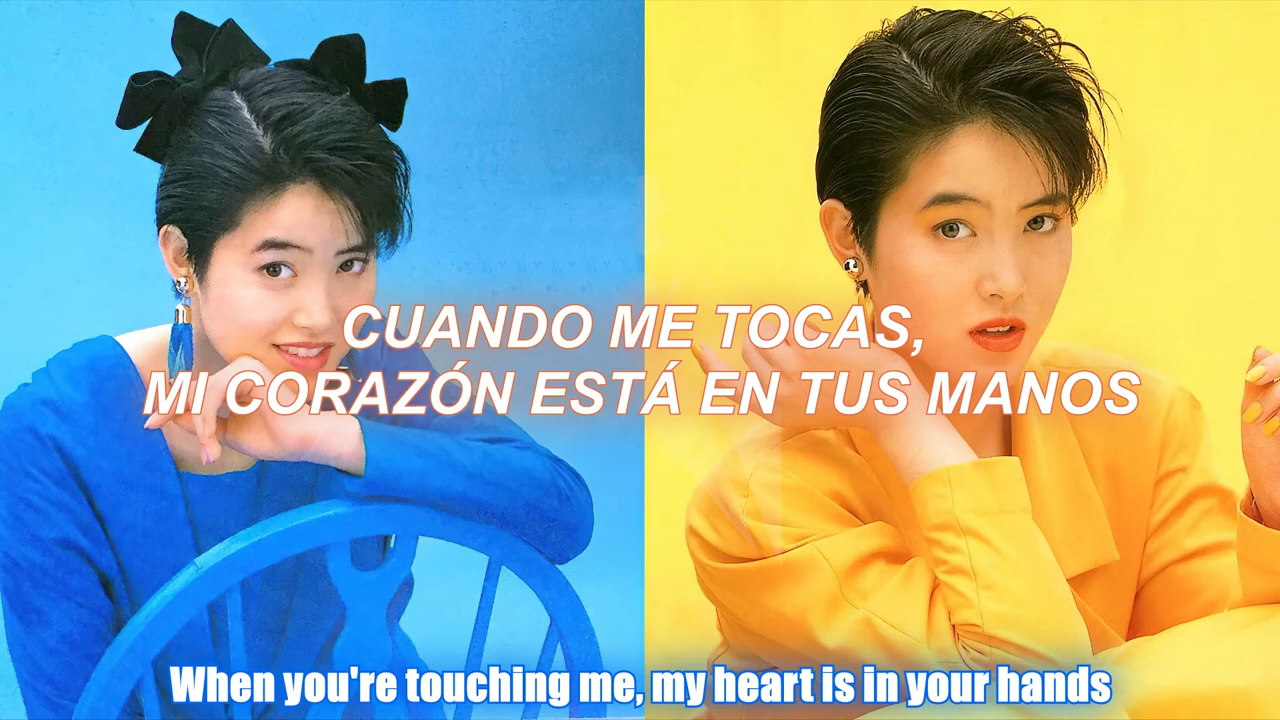 CUANDO ME TOCAS,
MI CORAZÓN ESTÁ EN TUS MANOS
When you're touching me, my heart is in your hands